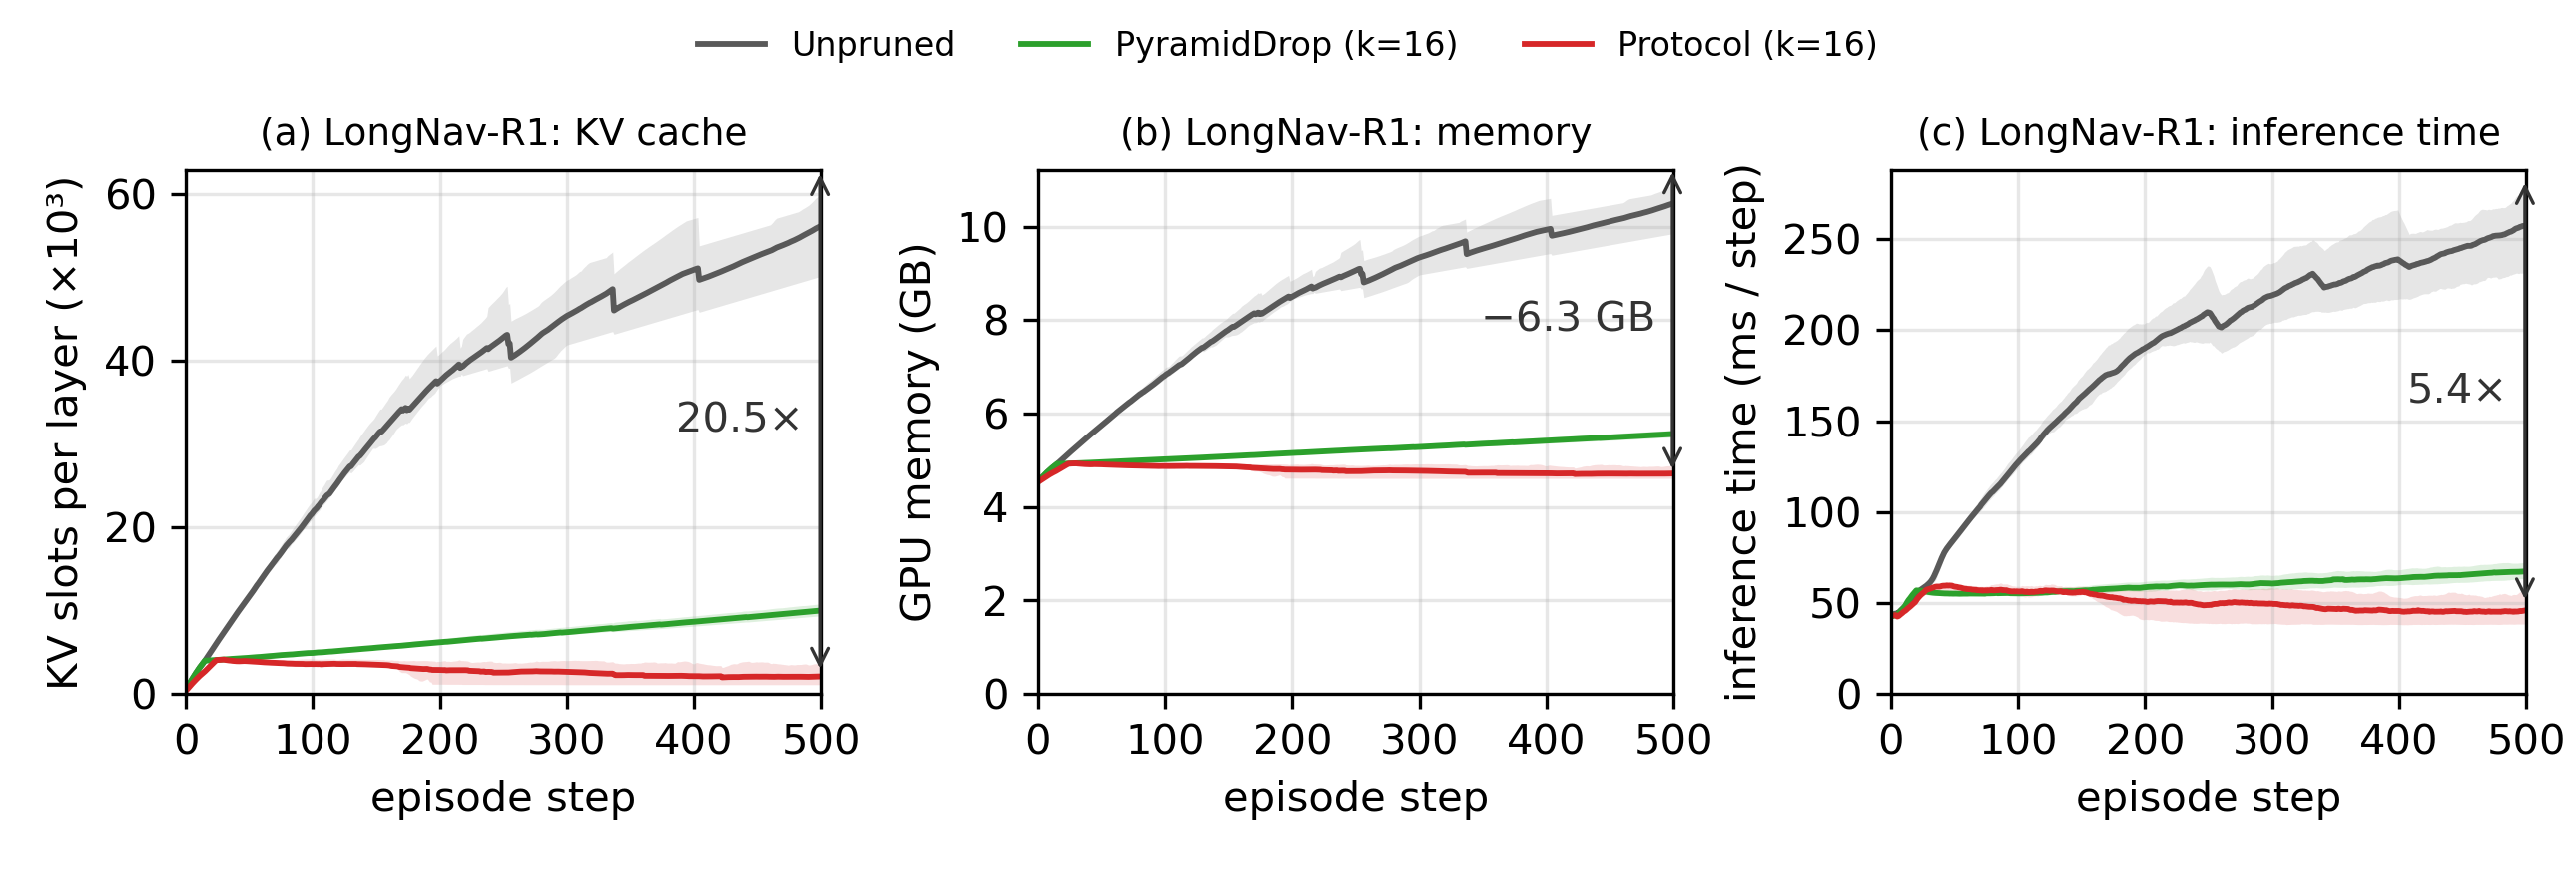 Unpruned PyramidDrop (k=16) Protocol (k=16)
(a) LongNav-R1: KV cache
KV slots per layer (×10³)
60
40
20
0
20.5×
0 100 200 300 400 500
episode step
(b) LongNav-R1: memory
GPU memory (GB)
10
8
6
4
2
0
−6.3 GB
0 100 200 300 400 500
episode step
(c) LongNav-R1: inference time
inference time (ms / step)
250
200
150
100
50
0
5.4×
0 100 200 300 400 500
episode step